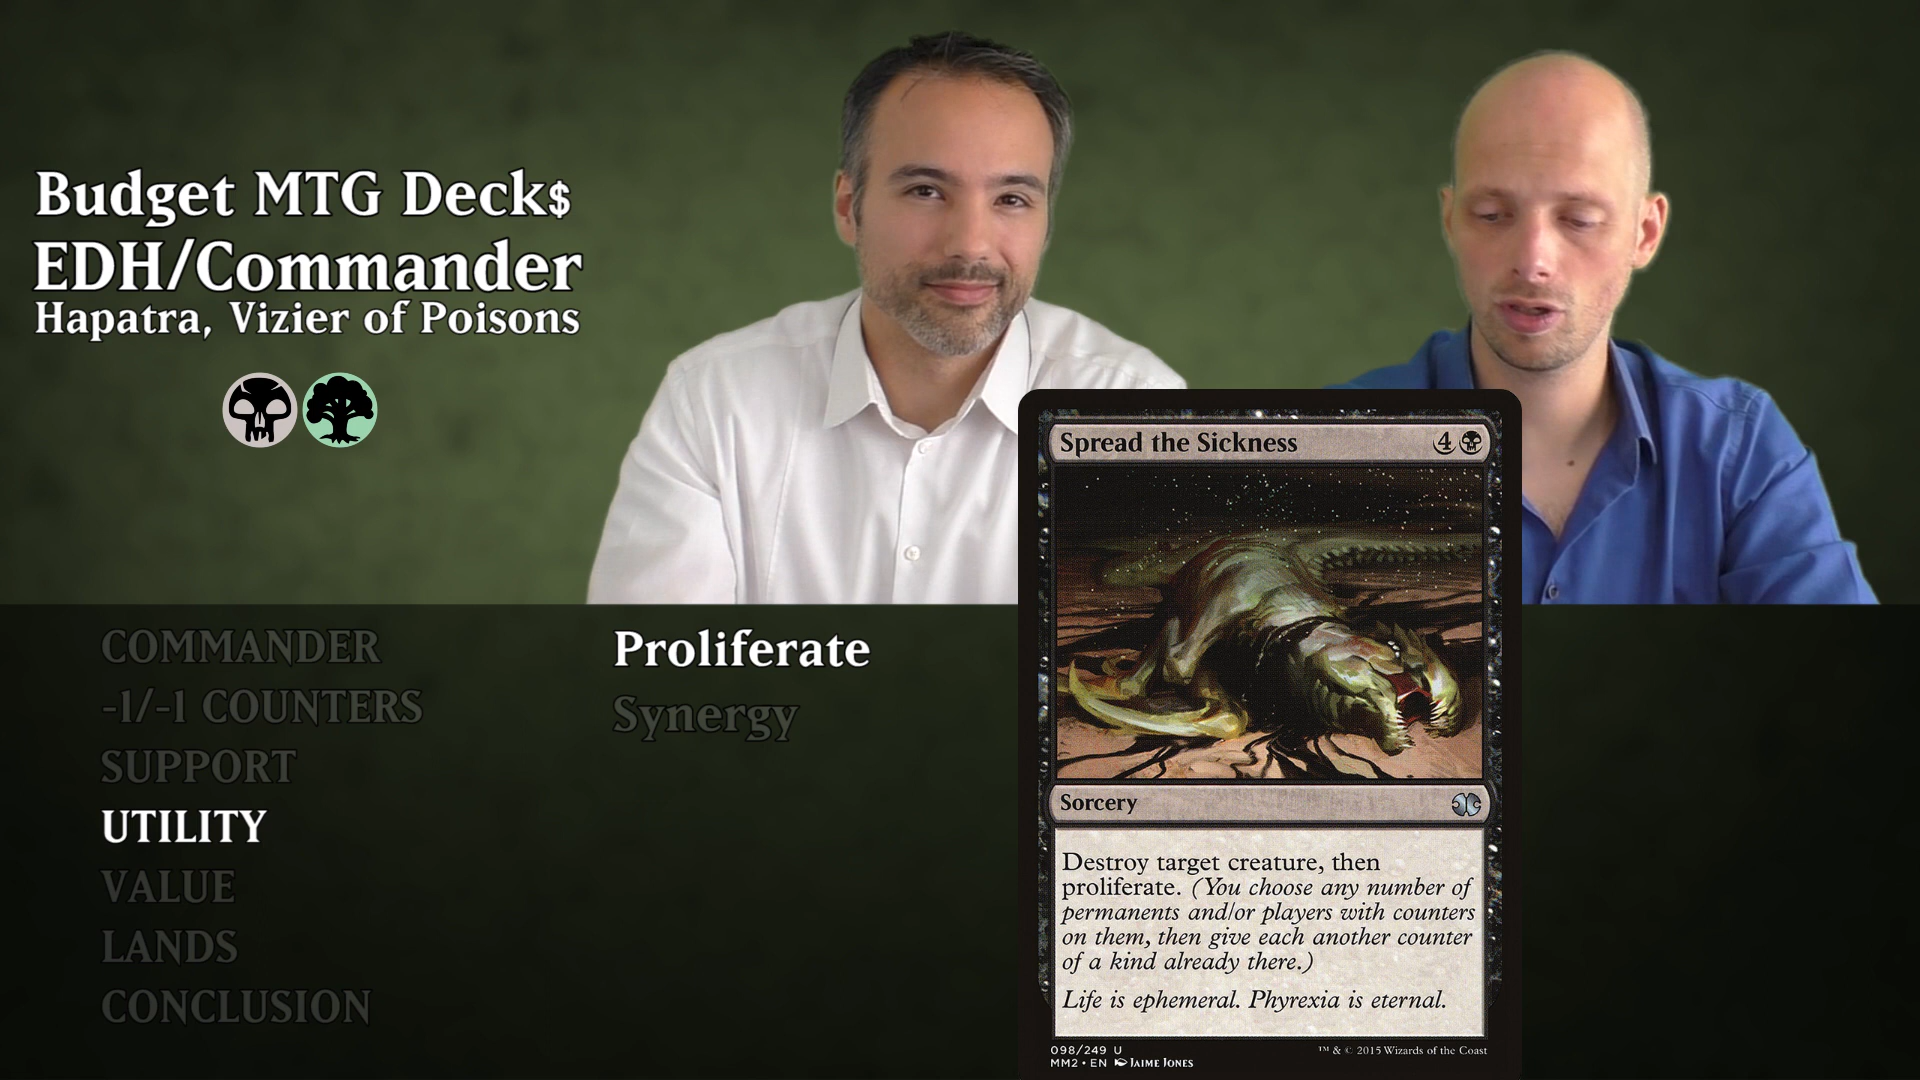 Budget MTG Deck$
EDH/Commander
Hapatra, Vizier of Poisons
COMMANDER
-1/-1 COUNTERS
SUPPORT
UTILITY
VALUE
LANDS
CONCLUSION
Proliferate
Synergy
Spread the Sickness 4
Sorcery
Destroy target creature, then
proliferate. (You choose any number of
permanents and/or players with counters
on them, then give each another counter
of a kind already there.)
Life is ephemeral. Phyrexia is eternal.
098/249 U
MM2 • EN JAIME JONES
™ & © 2015 Wizards of the Coast